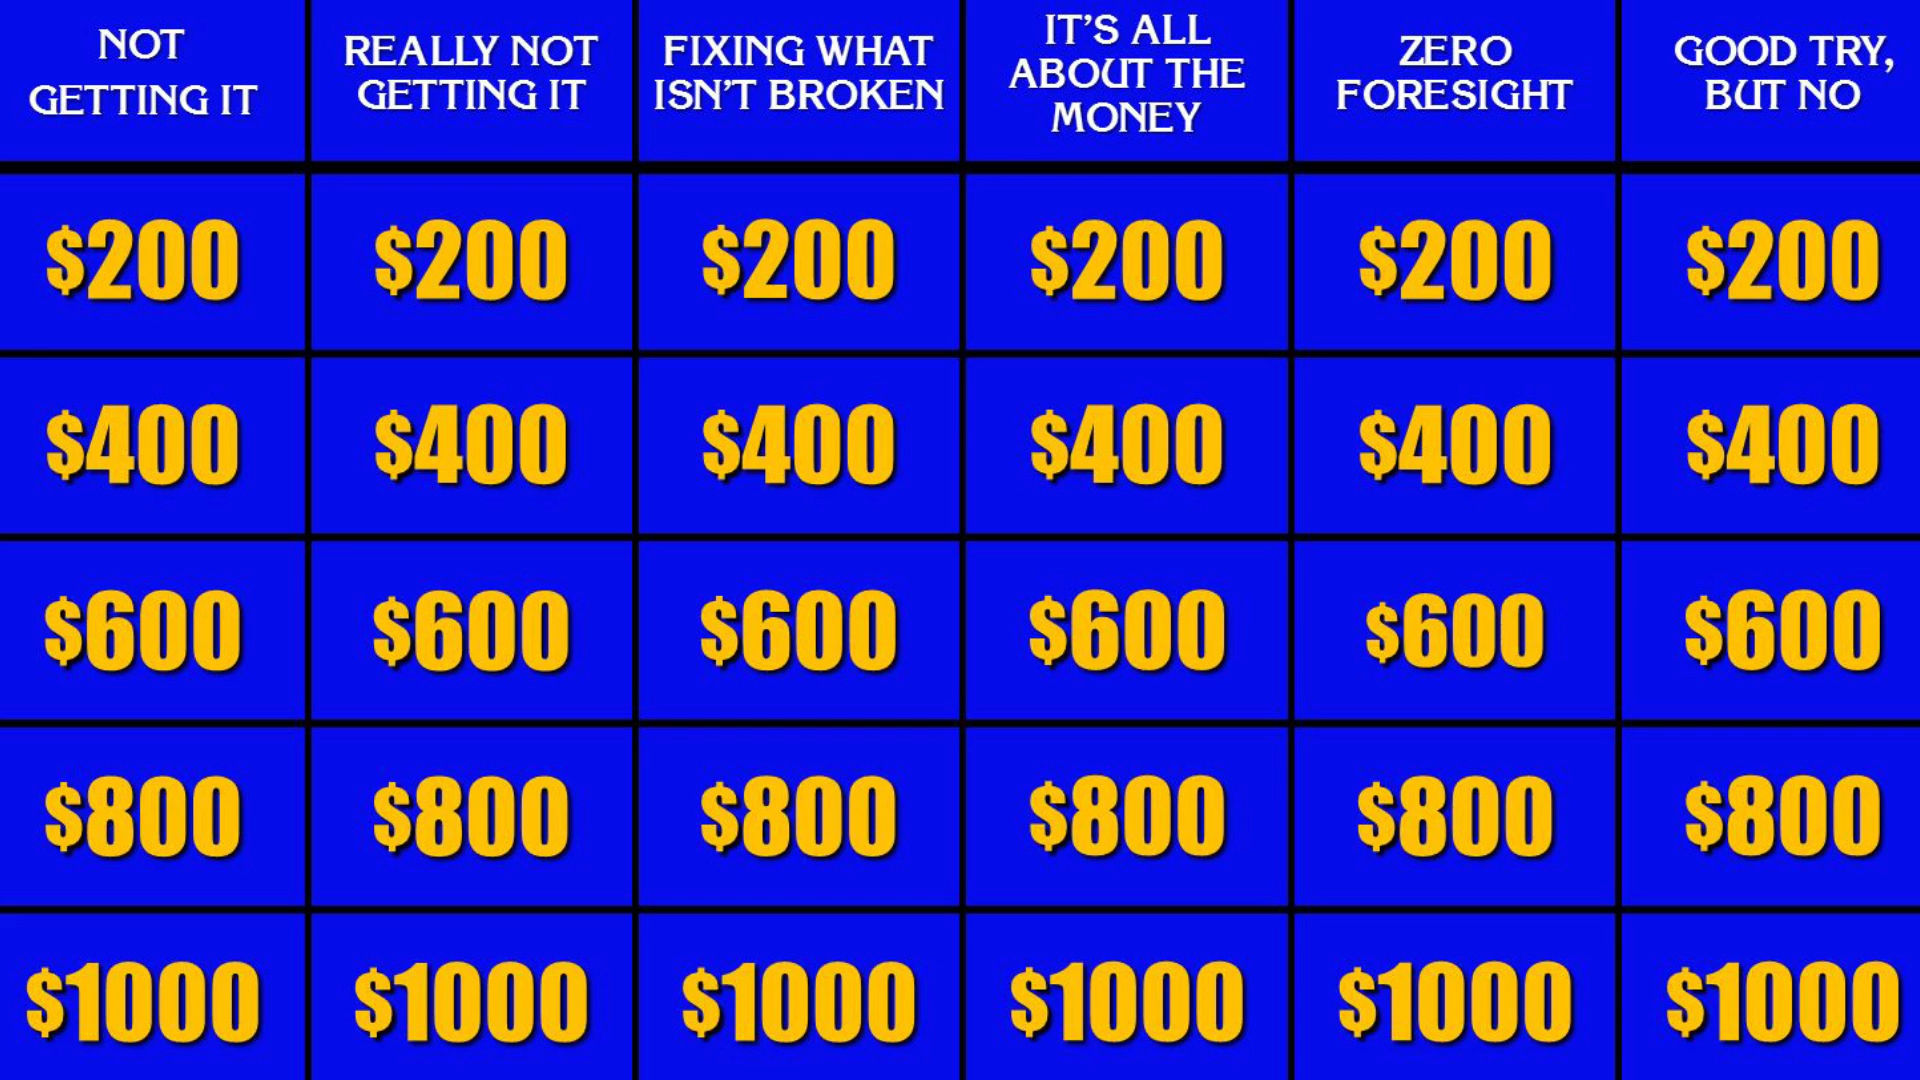 NOT
GETTING IT
REALLY NOT
GETTING IT
FIXING WHAT
ISN'T BROKEN
IT'S ALL
ABOUT THE
MONEY
ZERO
FORESIGHT
GOOD TRY,
BUT NO
$200 $200 $200 $200 $200 $200
$400 $400 $400 $400 $400 $400
$600 $600 $600 $600 $600 $600
$800 $800 $800 $800 $800 $800
$1000 $1000 $1000 $1000 $1000 $1000